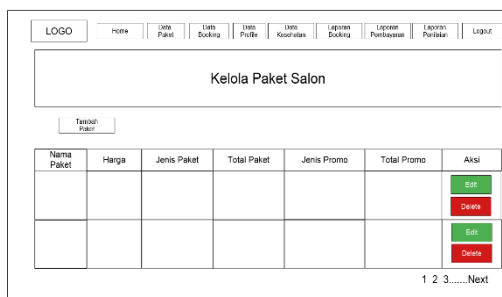 LOGO
Home
Data
Paket
Data
Booking
Data
Profile
Data
Kesehatan
Laporan
Booking
Laporan
Pembayaran
Laporan
Penilaian
Logout
Kelola Paket Salon
Tambah
Paket
Nama
Paket
Harga
Jenis Paket
Total Paket
Jenis Promo
Total Promo
Aksi
Edit
Delete
Edit
Delete
1 2 3.......Next